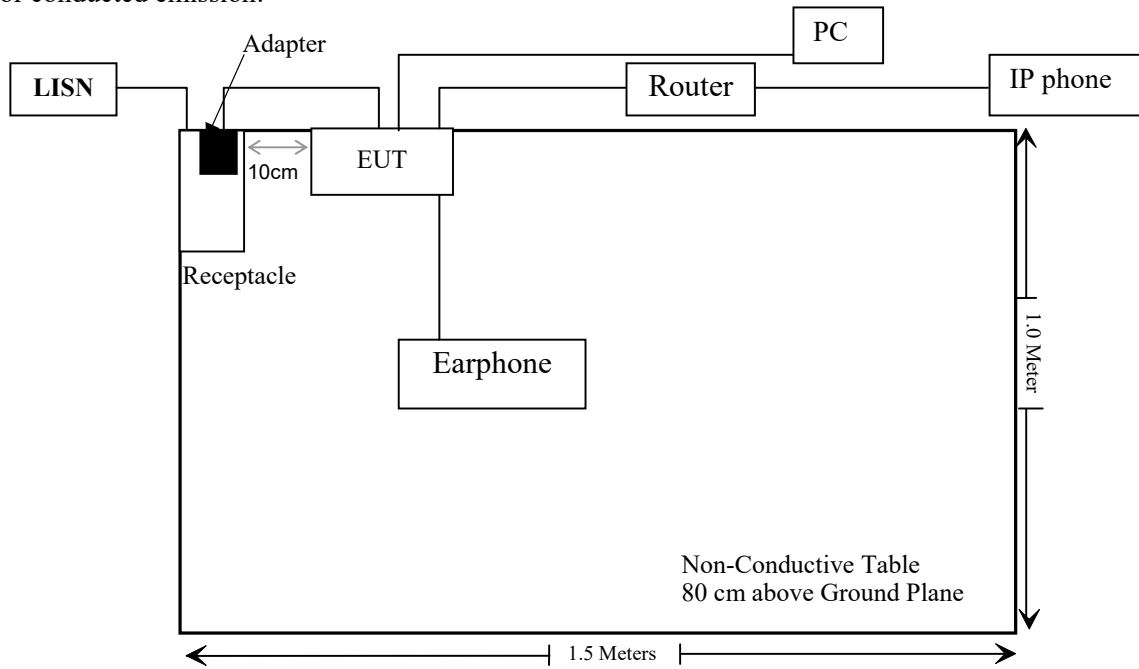 or conducted emission.
PC
Adapter
LISN
Router
IP phone
EUT
10cm
Receptacle
Earphone
1.0 Meter
Non-Conductive Table
80 cm above Ground Plane
1.5 Meters